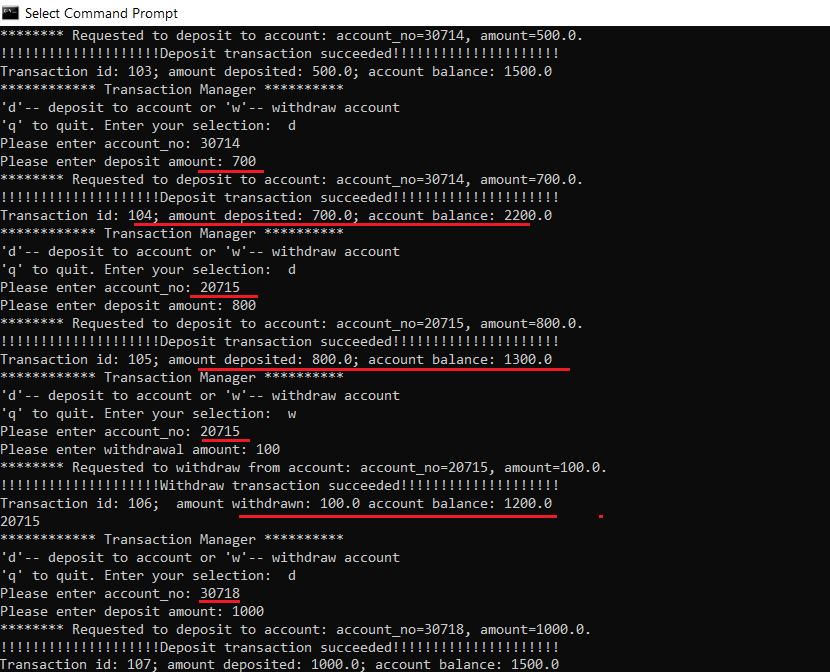 Select Command Prompt
******** Requested to deposit to account: account_no=30714, amount=500.0.
!!!!!!!!!!!!!!!!!!!!Deposit transaction succeeded!!!!!!!!!!!!!!!!!!!!!
Transaction id: 103; amount deposited: 500.0; account balance: 1500.0
************ Transaction Manager **********
'd'-- deposit to account or 'w'-- withdraw account
'q' to quit. Enter your selection:  d
Please enter account_no: 30714
Please enter deposit amount: 700
******** Requested to deposit to account: account_no=30714, amount=700.0.
!!!!!!!!!!!!!!!!!!!!Deposit transaction succeeded!!!!!!!!!!!!!!!!!!!!!
Transaction id: 104; amount deposited: 700.0; account balance: 2200.0
************ Transaction Manager **********
'd'-- deposit to account or 'w'-- withdraw account
'q' to quit. Enter your selection:  d
Please enter account_no: 20715
Please enter deposit amount: 800
******** Requested to deposit to account: account_no=20715, amount=800.0.
!!!!!!!!!!!!!!!!!!!!Deposit transaction succeeded!!!!!!!!!!!!!!!!!!!!!
Transaction id: 105; amount deposited: 800.0; account balance: 1300.0
************ Transaction Manager **********
'd'-- deposit to account or 'w'-- withdraw account
'q' to quit. Enter your selection:  w
Please enter account_no: 20715
Please enter withdrawal amount: 100
******** Requested to withdraw from account: account_no=20715, amount=100.0.
!!!!!!!!!!!!!!!!!!!!Withdraw transaction succeeded!!!!!!!!!!!!!!!!!!!!
Transaction id: 106;  amount withdrawn: 100.0 account balance: 1200.0
20715
************ Transaction Manager **********
'd'-- deposit to account or 'w'-- withdraw account
'q' to quit. Enter your selection:  d
Please enter account_no: 30718
Please enter deposit amount: 1000
******** Requested to deposit to account: account_no=30718, amount=1000.0.
!!!!!!!!!!!!!!!!!!!!Deposit transaction succeeded!!!!!!!!!!!!!!!!!!!!!
Transaction id: 107; amount deposited: 1000.0; account balance: 1500.0